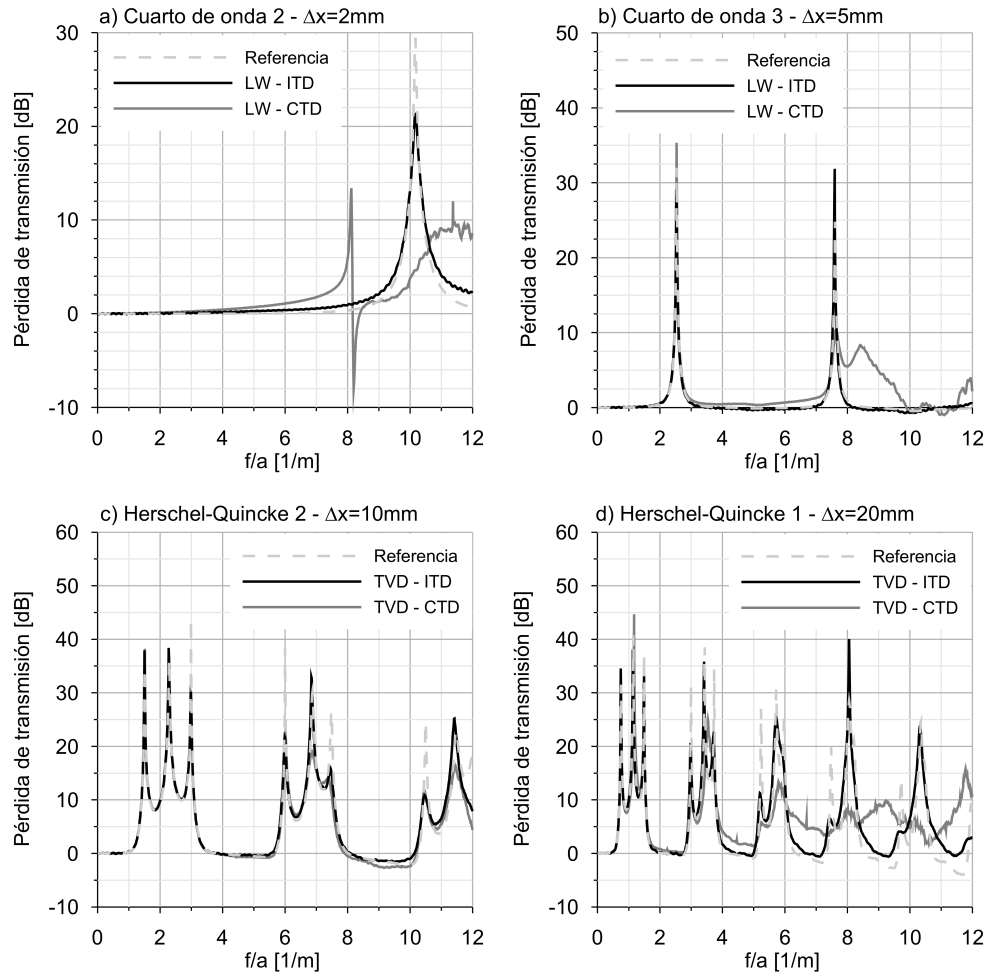 a) Cuarto de onda 2 - Δx=2mm
Pérdida de transmisión [dB]
30
20
10
0
-10
Referencia
LW - ITD
LW - CTD
0 2 4 6 8 10 12
f/a [1/m]
b) Cuarto de onda 3 - Δx=5mm
Pérdida de transmisión [dB]
50
40
30
20
10
0
Referencia
LW - ITD
LW - CTD
0 2 4 6 8 10 12
f/a [1/m]
c) Herschel-Quincke 2 - Δx=10mm
Pérdida de transmisión [dB]
60
50
40
30
20
10
0
-10
Referencia
TVD - ITD
TVD - CTD
0 2 4 6 8 10 12
f/a [1/m]
d) Herschel-Quincke 1 - Δx=20mm
Pérdida de transmisión [dB]
60
50
40
30
20
10
0
-10
Referencia
TVD - ITD
TVD - CTD
0 2 4 6 8 10 12
f/a [1/m]